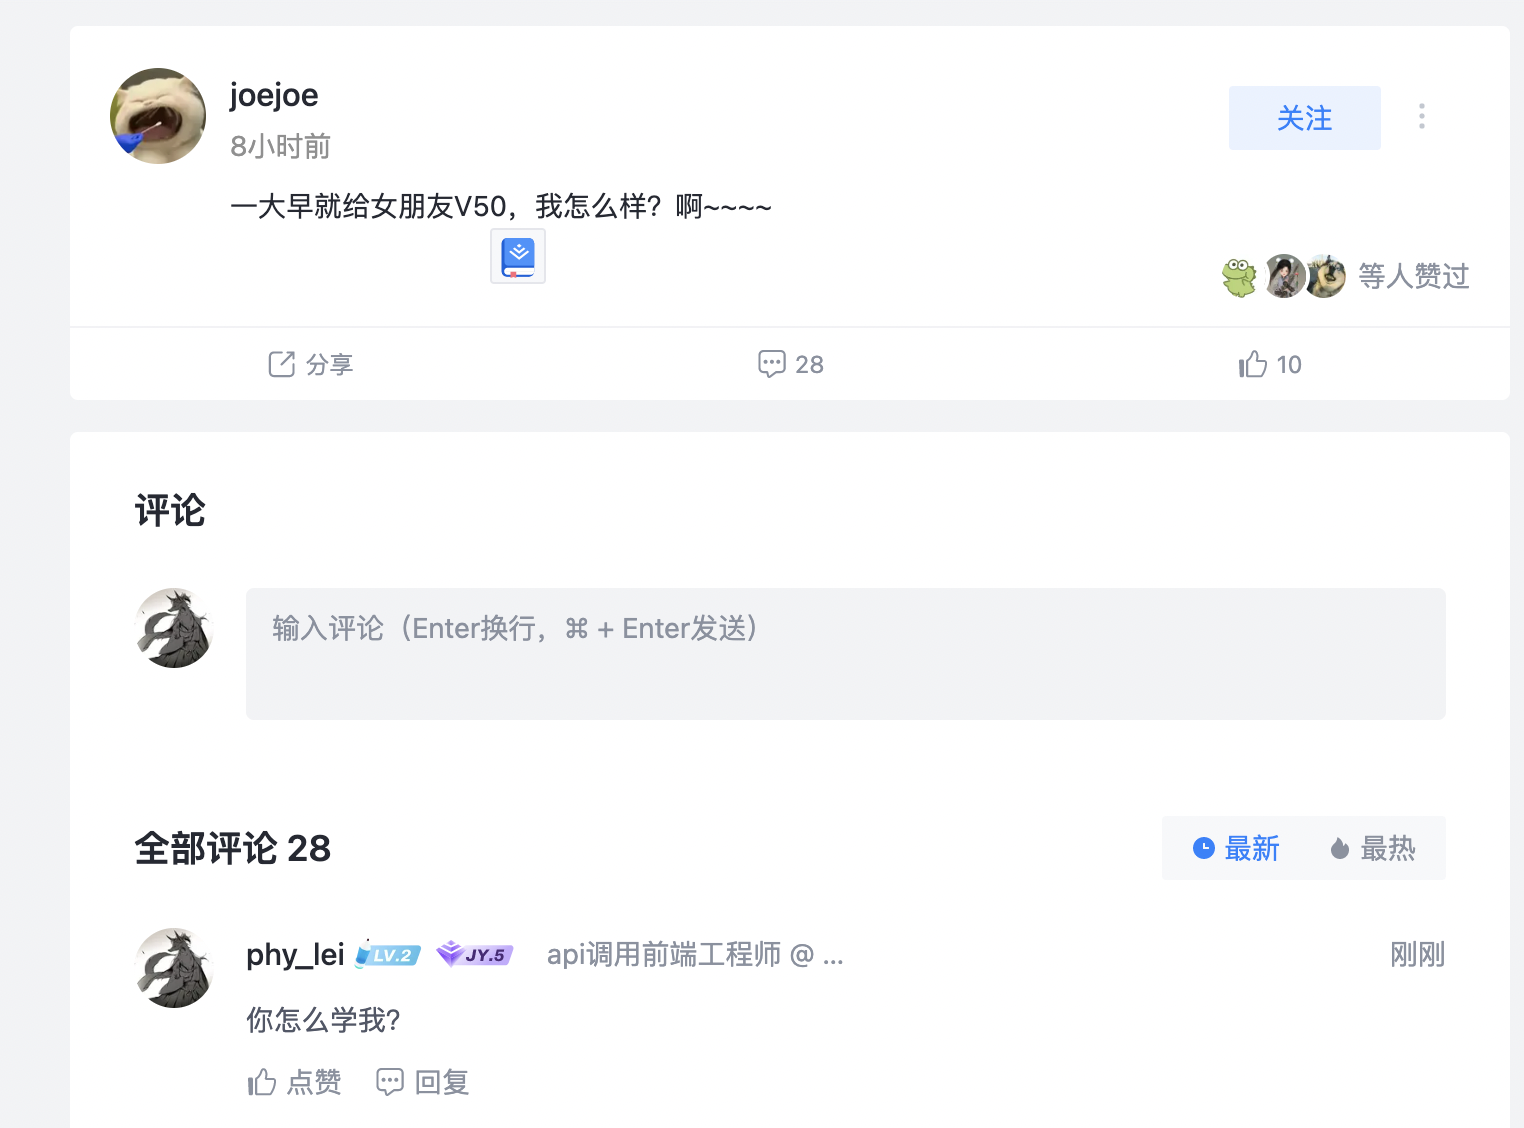 joejoe
8小时前
关注
一大早就给女朋友V50，我怎么样？啊~~~~
等人赞过
分享
28
10
评论
输入评论（Enter换行，⌘ + Enter发送）
全部评论 28
最新
最热
phy_lei LV.2 JY.5 api调用前端工程师 @ ...
刚刚
你怎么学我?
点赞
回复